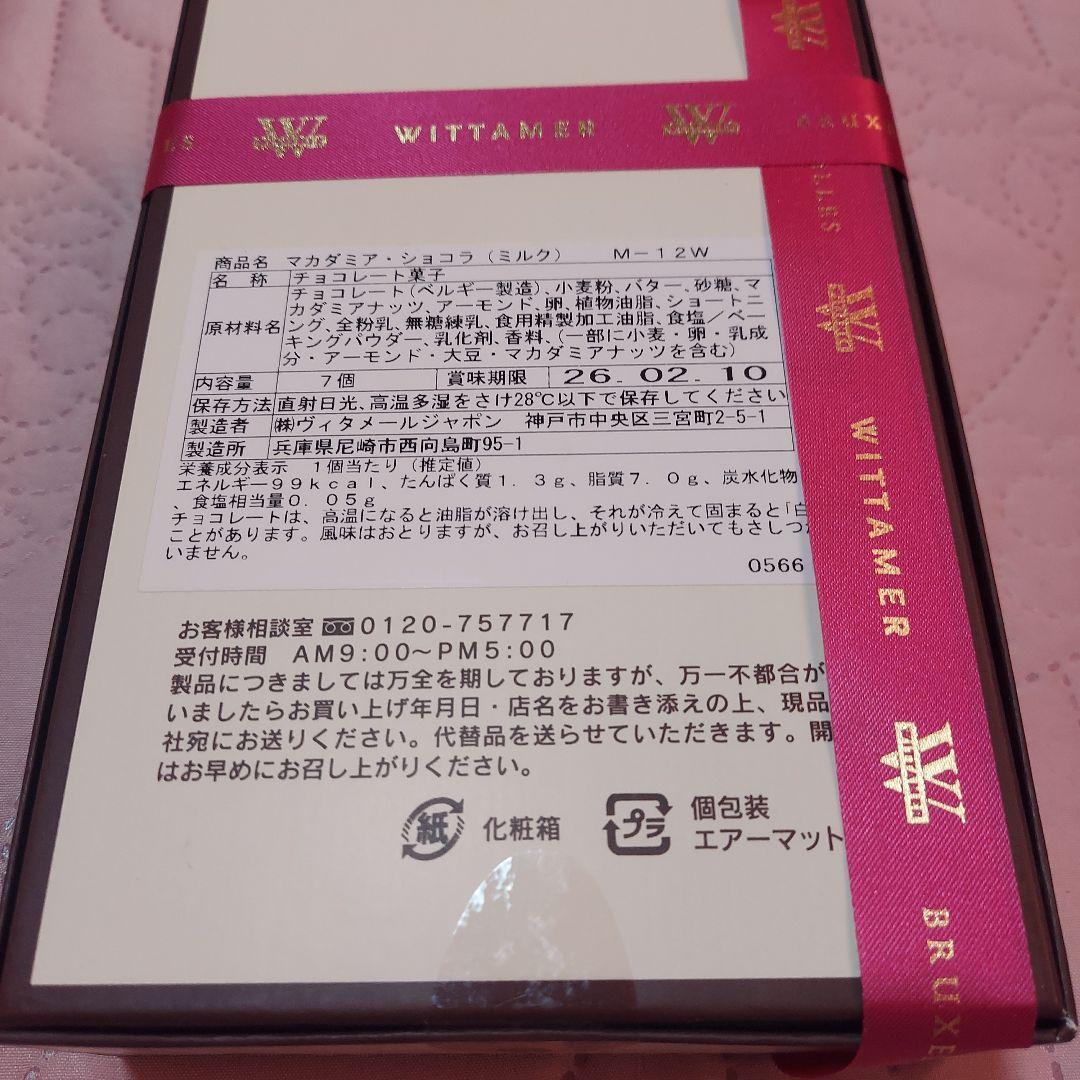 WITTAMER
BRUXELLES
WITTAMER
BRUXE
商品名 マカダミア・ショコラ（ミルク） M－12W
名 称 チョコレート菓子
原材料名 チョコレート（ベルギー製造）、小麦粉、バター、砂糖、マ
カダミアナッツ、アーモンド、卵、植物油脂、ショートニ
ング、全粉乳、無糖練乳、食用精製加工油脂、食塩／ベー
キングパウダー、乳化剤、香料、（一部に小麦・卵・乳成
分・アーモンド・大豆・マカダミアナッツを含む）
内容量 7個 賞味期限 26.02.10
保存方法 直射日光、高温多湿をさけ28℃以下で保存してください
製造者 ㈱ヴィタメールジャポン 神戸市中央区三宮町2-5-1
製造所 兵庫県尼崎市西向島町95-1
栄養成分表示 1個当たり（推定値）
エネルギー99kcal、たんぱく質1．3g、脂質7．0g、炭水化物
、食塩相当量0．05g
チョコレートは、高温になると油脂が溶け出し、それが冷えて固まると「白
ことがあります。風味はおとりますが、お召し上がりいただいてもさしつ
いません。
0566
お客様相談室 0120-757717
受付時間 AM9:00～PM5:00
製品につきましては万全を期しておりますが、万一不都合が
いましたらお買い上げ年月日・店名をお書き添えの上、現品
社宛にお送りください。代替品を送らせていただきます。開
はお早めにお召し上がりください。
紙 化粧箱
プラ 個包装
エアーマット